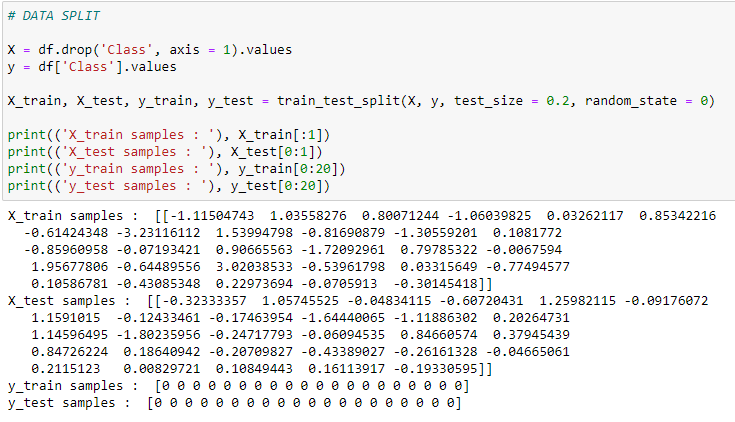 # DATA SPLIT
X = df.drop('Class', axis = 1).values
y = df['Class'].values
X_train, X_test, y_train, y_test = train_test_split(X, y, test_size = 0.2, random_state = 0)
print(('X_train samples : '), X_train[:1])
print(('X_test samples : '), X_test[0:1])
print(('y_train samples : '), y_train[0:20])
print(('y_test samples : '), y_test[0:20])
X_train samples :  [[-1.11504743  1.03558276  0.80071244 -1.06039825  0.03262117  0.85342216
  -0.61424348 -3.23116112  1.53994798 -0.81690879 -1.30559201  0.1081772
  -0.85960958 -0.07193421  0.90665563 -1.72092961  0.79785322 -0.0067594
   1.95677806 -0.64489556  3.02038533 -0.53961798  0.03315649 -0.77494577
   0.10586781 -0.43085348  0.22973694 -0.0705913  -0.30145418]]
X_test samples :  [[-0.32333357  1.05745525 -0.04834115 -0.60720431  1.25982115 -0.09176072
   1.1591015  -0.12433461 -0.17463954 -1.64440065 -1.11886302  0.20264731
   1.14596495 -1.80235956 -0.24717793 -0.06094535  0.84660574  0.37945439
   0.84726224  0.18640942 -0.20709827 -0.43389027 -0.26161328 -0.04665061
   0.2115123   0.00829721  0.10849443  0.16113917 -0.19330595]]
y_train samples :  [0 0 0 0 0 0 0 0 0 0 0 0 0 0 0 0 0 0 0 0]
y_test samples :  [0 0 0 0 0 0 0 0 0 0 0 0 0 0 0 0 0 0 0 0]